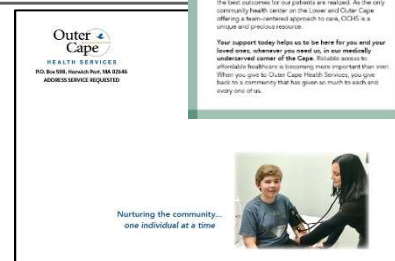 the best outcomes for our patients are realized. As the only
community health center on the Lower and Outer Cape
offering a team-centered approach to care, OCHS is a
unique and precious resource.
Your support today helps us to be here for you and your
loved ones, whenever you need us, in our medically
underserved corner of the Cape. Reliable access to
affordable healthcare is becoming more important than ever.
When you give to Outer Cape Health Services, you give
back to a community that has given so much to each and
every one of us.
Outer
Cape
HEALTH SERVICES
P.O. Box 598, Harwich Port, MA 02646
ADDRESS SERVICE REQUESTED
Nurturing the community...
one individual at a time